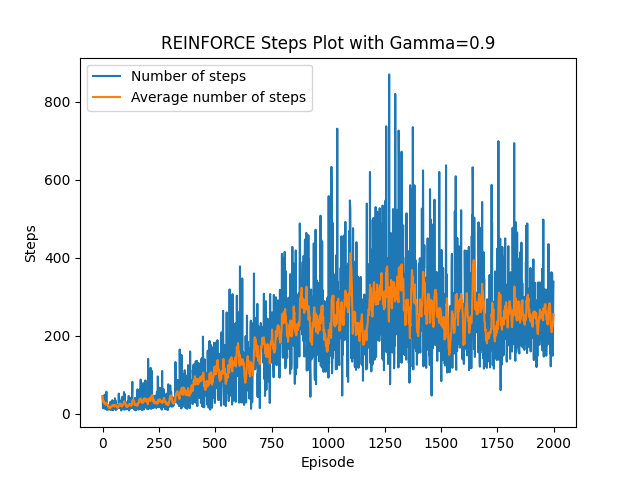 REINFORCE Steps Plot with Gamma=0.9
Number of steps
Average number of steps
800
600
400
200
0
Steps
0 250 500 750 1000 1250 1500 1750 2000
Episode